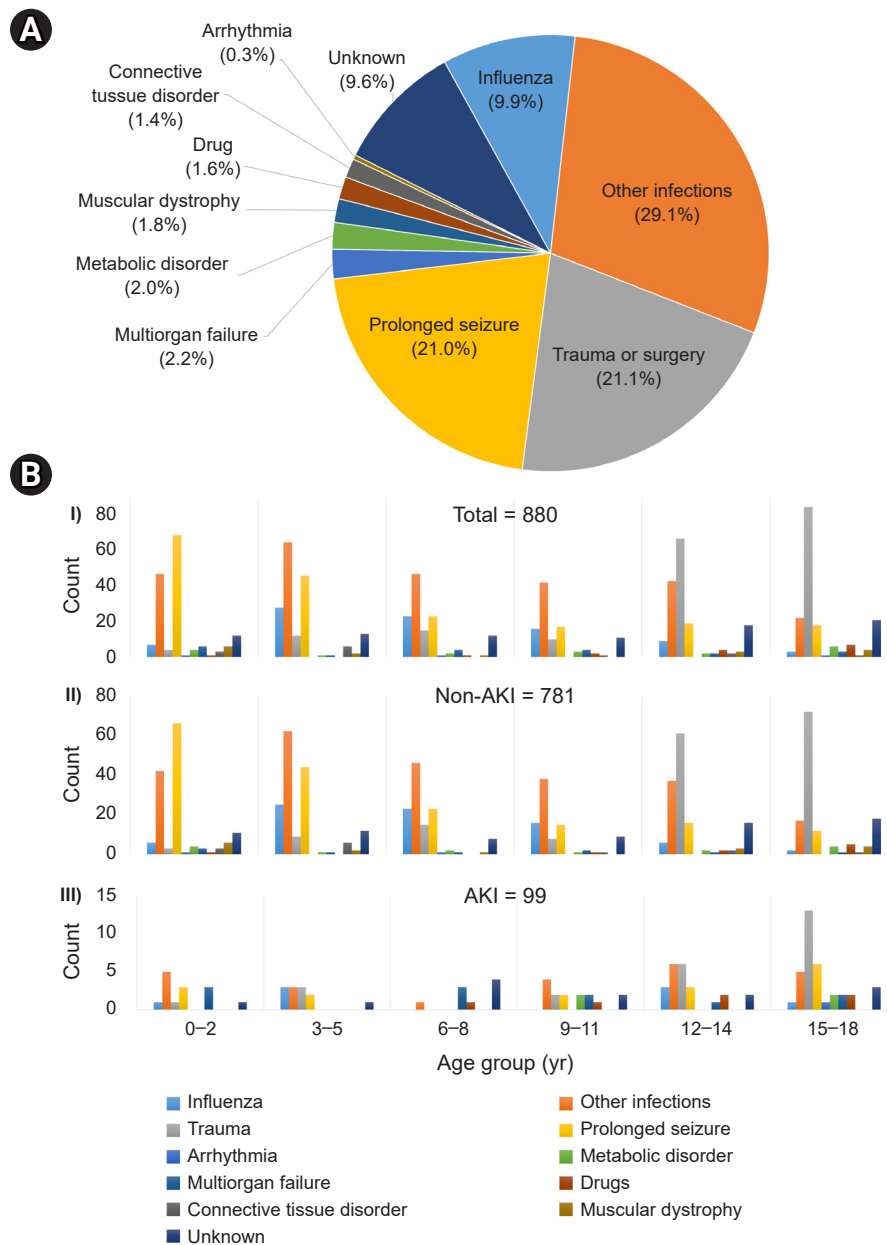 A
Arrhythmia
(0.3%)
Unknown
(9.6%)
Connective
tussue disorder
(1.4%)
Drug
(1.6%)
Muscular dystrophy
(1.8%)
Metabolic disorder
(2.0%)
Multiorgan failure
(2.2%)
Influenza
(9.9%)
Other infections
(29.1%)
Trauma or surgery
(21.1%)
Prolonged seizure
(21.0%)
B
I)
Total = 880
Count
80
60
40
20
0
II)
Non-AKI = 781
Count
80
60
40
20
0
III)
AKI = 99
Count
15
10
5
0
0–2 3–5 6–8 9–11 12–14 15–18
Age group (yr)
Influenza
Other infections
Trauma
Prolonged seizure
Arrhythmia
Metabolic disorder
Multiorgan failure
Drugs
Connective tissue disorder
Muscular dystrophy
Unknown